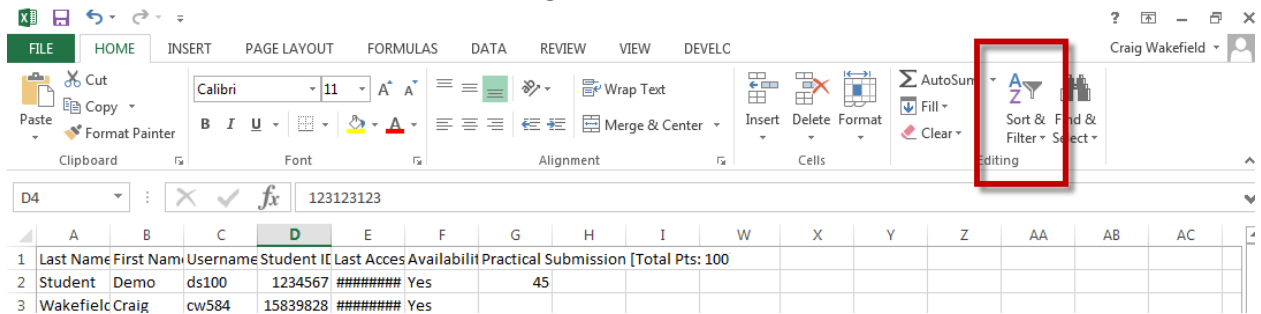 ?
FILE HOME INSERT PAGE LAYOUT FORMULAS DATA REVIEW VIEW DEVELC Craig Wakefield
Cut Calibri 11 A A Wrap Text AutoSum
Copy Fill
Paste Format Painter B I U A Merge & Center Insert Delete Format Clear Sort & Filter Find & Select
Clipboard Font Alignment Cells Editing
D4 fx 123123123
A B C D E F G H I W X Y Z AA AB AC
1 Last Name First Name Username Student ID Last Acces Availabilit Practical Submission [Total Pts: 100
2 Student Demo ds100 1234567 ######## Yes 45
3 Wakefield Craig cw584 15839828 ######## Yes